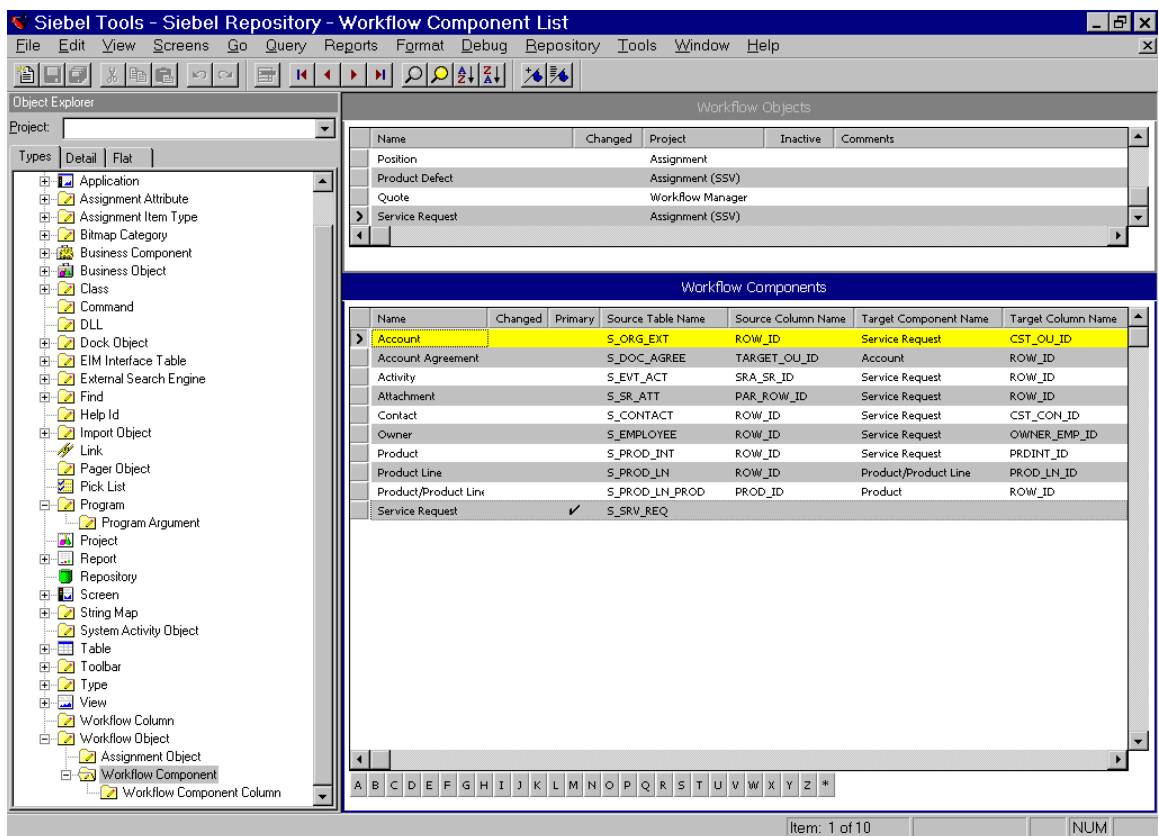 Siebel Tools - Siebel Repository - Workflow Component List
File Edit View Screens Go Query Reports Format Debug Repository Tools Window Help
Object Explorer
Project:
Types Detail Flat
Application
Assignment Attribute
Assignment Item Type
Bitmap Category
Business Component
Business Object
Class
Command
DLL
Dock Object
EIM Interface Table
External Search Engine
Find
Help Id
Import Object
Link
Pager Object
Pick List
Program
Program Argument
Project
Report
Repository
Screen
String Map
System Activity Object
Table
Toolbar
Type
View
Workflow Column
Workflow Object
Assignment Object
Workflow Component
Workflow Component Column
Workflow Objects
Name Changed Project Inactive Comments
Position Assignment
Product Defect Assignment (SSV)
Quote Workflow Manager
Service Request Assignment (SSV)
Workflow Components
Name Changed Primary Source Table Name Source Column Name Target Component Name Target Column Name
Account S_ORG_EXT ROW_ID Service Request CST_OU_ID
Account Agreement S_DOC_AGREE TARGET_OU_ID Account ROW_ID
Activity S_EVT_ACT SRA_SR_ID Service Request ROW_ID
Attachment S_SR_ATT PAR_ROW_ID Service Request ROW_ID
Contact S_CONTACT ROW_ID Service Request CST_CON_ID
Owner S_EMPLOYEE ROW_ID Service Request OWNER_EMP_ID
Product S_PROD_INT ROW_ID Service Request PRDINT_ID
Product Line S_PROD_LN ROW_ID Product/Product Line PROD_LN_ID
Product/Product Line S_PROD_LN_PROD PROD_ID Product ROW_ID
Service Request ✓ S_SRV_REQ
A B C D E F G H I J K L M N O P Q R S T U V W X Y Z *
Item: 1 of 10 NUM